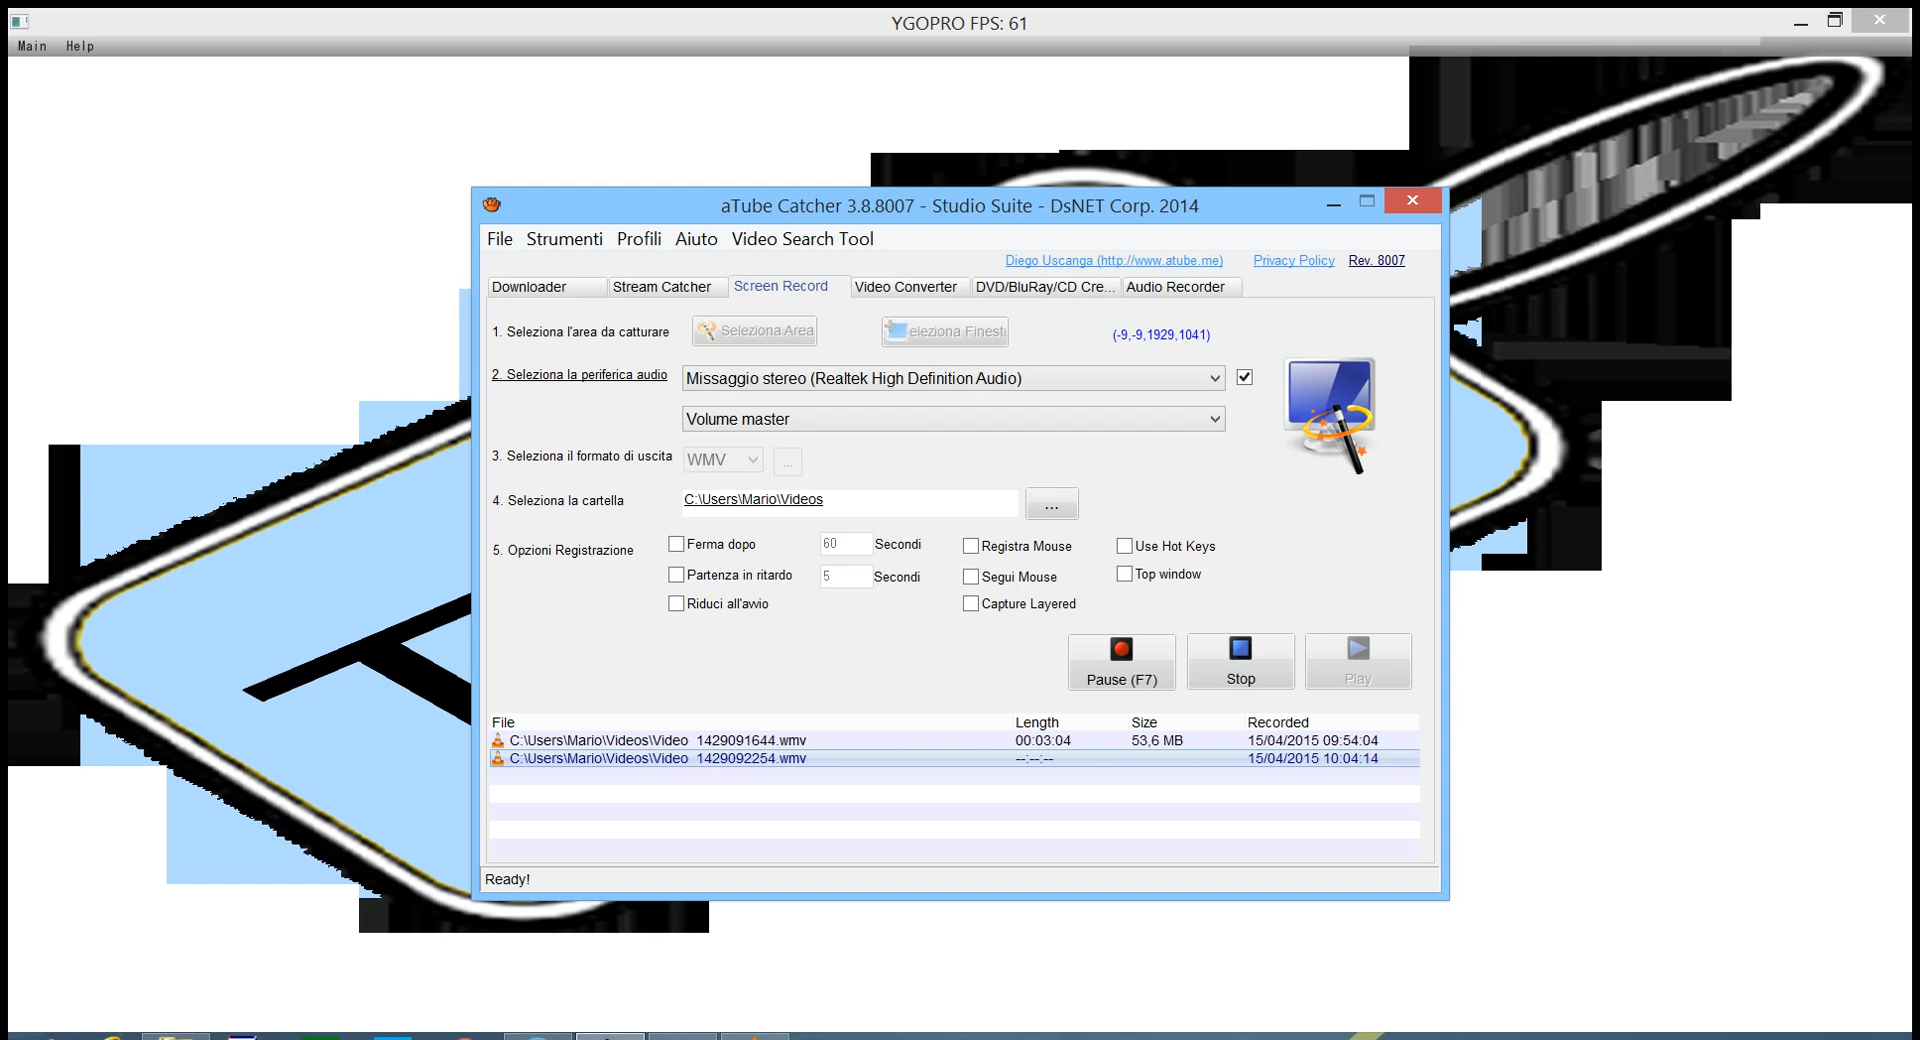 YGOPRO FPS: 61
Main Help
aTube Catcher 3.8.8007 - Studio Suite - DsNET Corp. 2014
File Strumenti Profili Aiuto Video Search Tool
Diego Uscanga (http://www.atube.me) Privacy Policy Rev. 8007
Downloader Stream Catcher Screen Record Video Converter DVD/BluRay/CD Cre... Audio Recorder
1. Seleziona l'area da catturare Seleziona Area eleziona Finest (-9,-9,1929,1041)
2. Seleziona la periferica audio Missaggio stereo (Realtek High Definition Audio)
Volume master
3. Seleziona il formato di uscita WMV ...
4. Seleziona la cartella C:\Users\Mario\Videos ...
5. Opzioni Registrazione
Ferma dopo 60 Secondi Registra Mouse Use Hot Keys
Partenza in ritardo 5 Secondi Segui Mouse Top window
Riduci all'avvio Capture Layered
Pause (F7) Stop Play
File Length Size Recorded
C:\Users\Mario\Videos\Video_1429091644.wmv 00:03:04 53,6 MB 15/04/2015 09:54:04
C:\Users\Mario\Videos\Video_1429092254.wmv --:--:-- 15/04/2015 10:04:14
Ready!